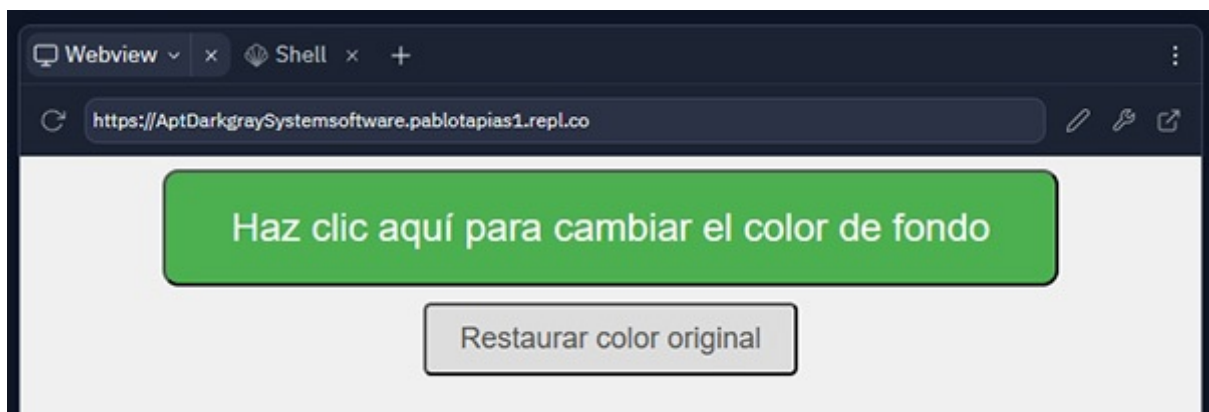 Webview Shell
https://AptDarkgraySystemsoftware.pablotapias1.repl.co
Haz clic aquí para cambiar el color de fondo
Restaurar color original